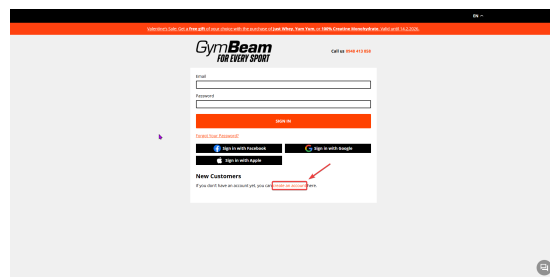 EN
Valentine's Sale: Get a free gift of your choice with the purchase of Just Whey, Yum Yum, or 100% Creatine Monohydrate. Valid until 14.2.2025.
GymBeam
FOR EVERY SPORT
Call us 0948 413 858
Email
Password
SIGN IN
Forgot Your Password?
Sign in with Facebook
Sign in with Google
Sign in with Apple
New Customers
If you don't have an account yet, you can create an account here.